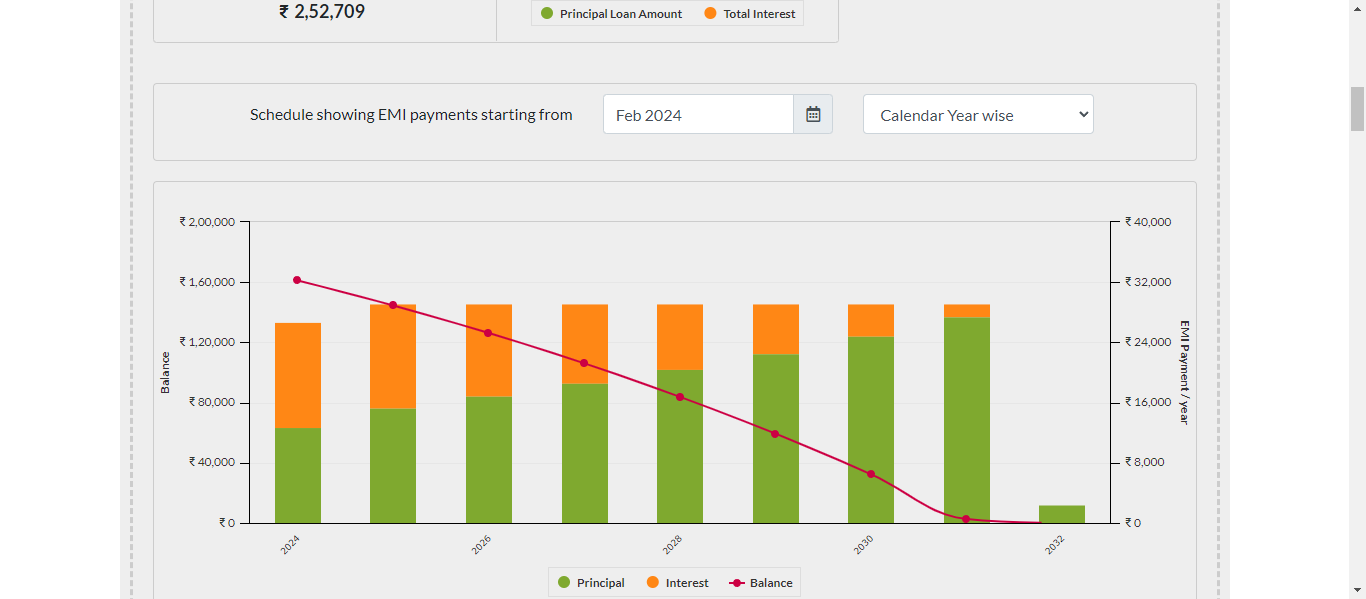 ₹ 2,52,709
Principal Loan Amount Total Interest
Schedule showing EMI payments starting from Feb 2024 Calendar Year wise
₹ 2,00,000 ₹ 40,000
₹ 1,60,000 ₹ 32,000
₹ 1,20,000 ₹ 24,000
₹ 80,000 ₹ 16,000
₹ 40,000 ₹ 8,000
₹ 0 ₹ 0
Balance
EMI Payment / year
2024 2026 2028 2030 2032
Principal Interest Balance